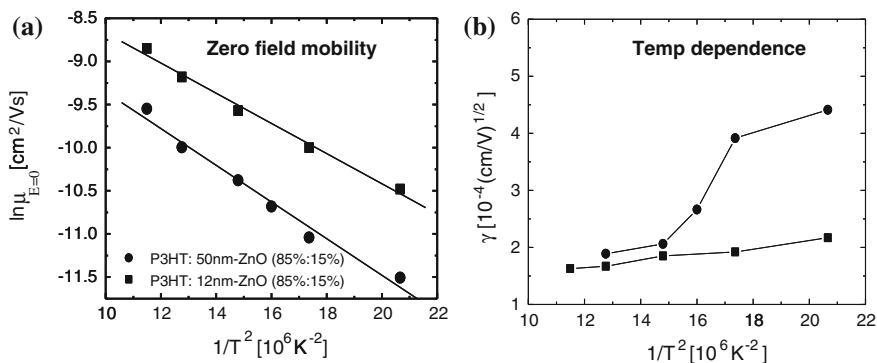 (a)
Zero field mobility
-8.5
-9.0
-9.5
-10.0
-10.5
-11.0
-11.5
lnμE=0 [cm²/Vs]
P3HT: 50nm-ZnO (85%:15%)
P3HT: 12nm-ZnO (85%:15%)
10 12 14 16 18 20 22
1/T² [10⁶K⁻²]
(b)
Temp dependence
6
5
4
3
2
1
γ [10⁻⁴(cm/V)¹/²]
10 12 14 16 18 20 22
1/T² [10⁶K⁻²]